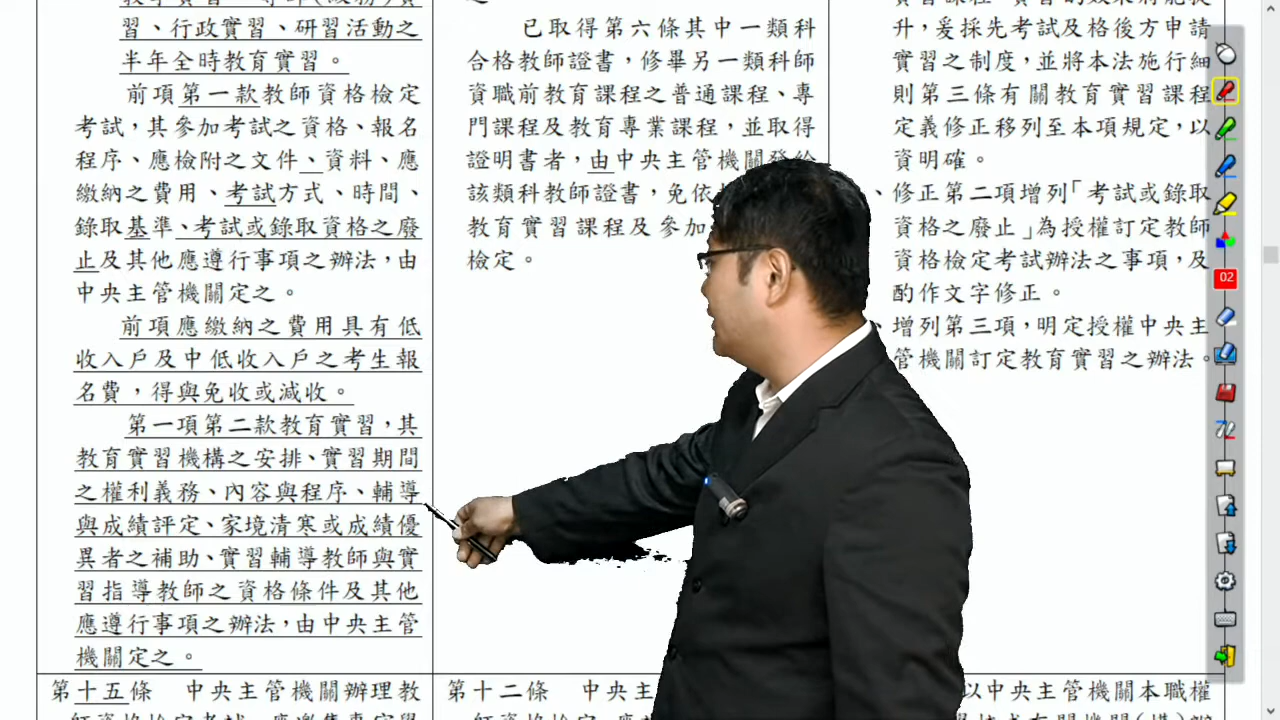 習、行政實習、研習活動之
半年全時教育實習。
前項第一款教師資格檢定
考試，其參加考試之資格、報名
程序、應檢附之文件、資料、應
繳納之費用、考試方式、時間、
錄取基準、考試或錄取資格之廢
止及其他應遵行事項之辦法，由
中央主管機關定之。
前項應繳納之費用具有低
收入戶及中低收入戶之考生報
名費，得與免收或減收。
第一項第二款教育實習，其
教育實習機構之安排、實習期間
之權利義務、內容與程序、輔導
與成績評定、家境清寒或成績優
異者之補助、實習輔導教師與實
習指導教師之資格條件及其他
應遵行事項之辦法，由中央主管
機關定之。
第十五條 中央主管機關辦理教
已取得第六條其中一類科
合格教師證書，修畢另一類科師
資職前教育課程之普通課程、專
門課程及教育專業課程，並取得
證明書者，由中央主管機關發給
該類科教師證書，免依
教育實習課程及參加
檢定。
第十二條 中央主
升，爰採先考試及格後方申請
實習之制度，並將本法施行細
則第三條有關教育實習課程
定義修正移列至本項規定，以
資明確。
、修正第二項增列「考試或錄取
資格之廢止」為授權訂定教師
資格檢定考試辦法之事項，及
酌作文字修正。
增列第三項，明定授權中央主
管機關訂定教育實習之辦法。
以中央主管機關本職權
02